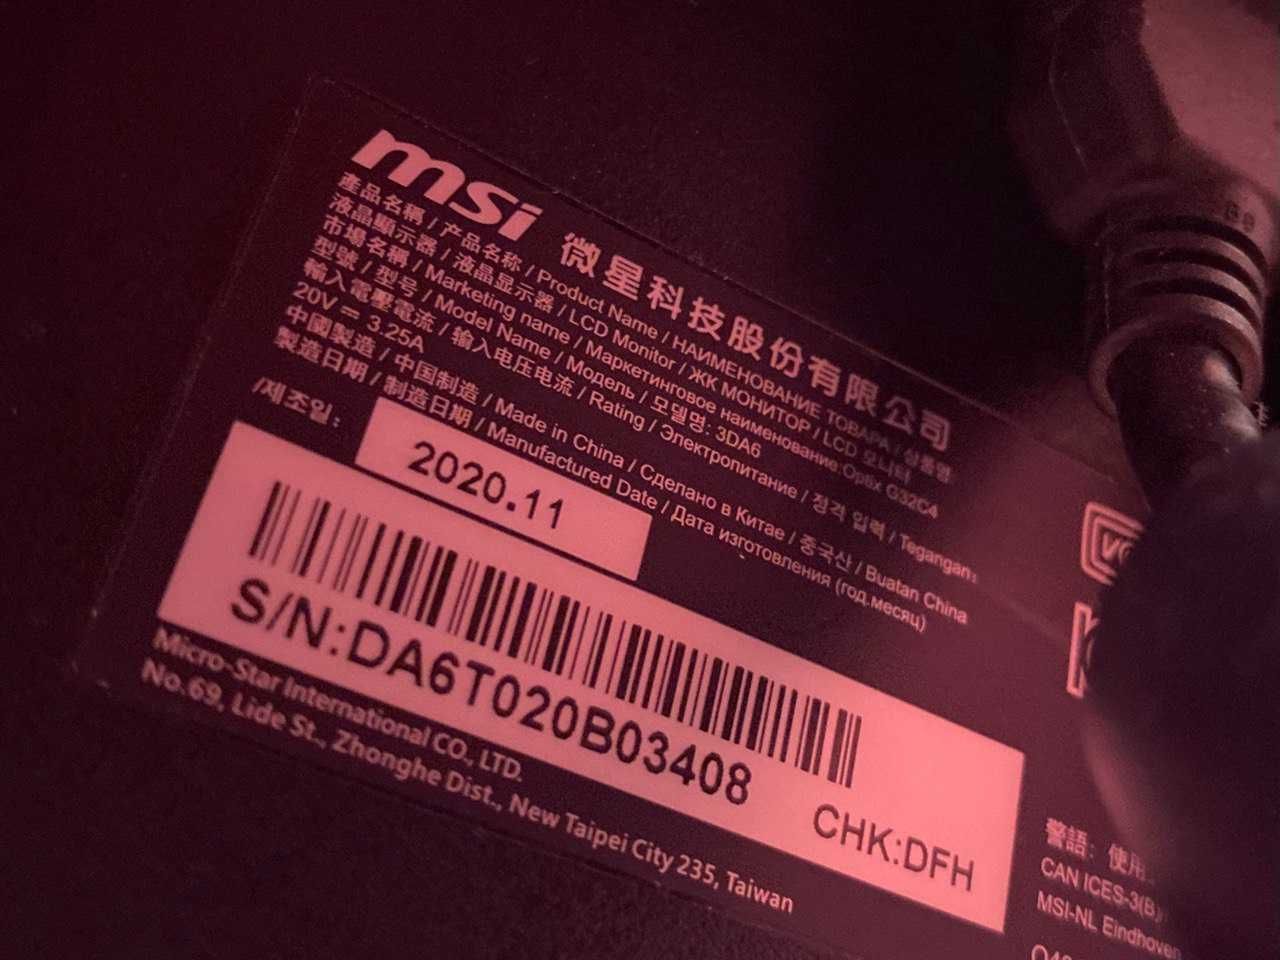 msi 微星科技股份有限公司
產品名稱 / 产品名称 / Product Name / НАИМЕНОВАНИЕ ТОВАРА / 상품명:
液晶顯示器 / 液晶显示器 / LCD Monitor / ЖК МОНИТОР / LCD 모니터
市場名稱 / Marketing name / Маркетинговое наименование:Optix G32C4
型號 / 型号 / Model Name / Модель / 모델명: 3DA6
輸入電壓電流 / 输入电压电流 / Rating / Электропитание / 정격 입력 / Tegangan:
20V ⎓ 3.25A
中國製造 / 中国制造 / Made in China / Сделано в Китае / 중국산 / Buatan China
製造日期 / 制造日期 / Manufactured Date / Дата изготовления (год.месяц)
/제조일:
2020.11
S/N:DA6T020B03408
CHK:DFH
Micro-Star International CO., LTD.
No.69, Lide St., Zhonghe Dist., New Taipei City 235, Taiwan
警語: 使用
CAN ICES-3(B)/
MSI-NL Eindhoven